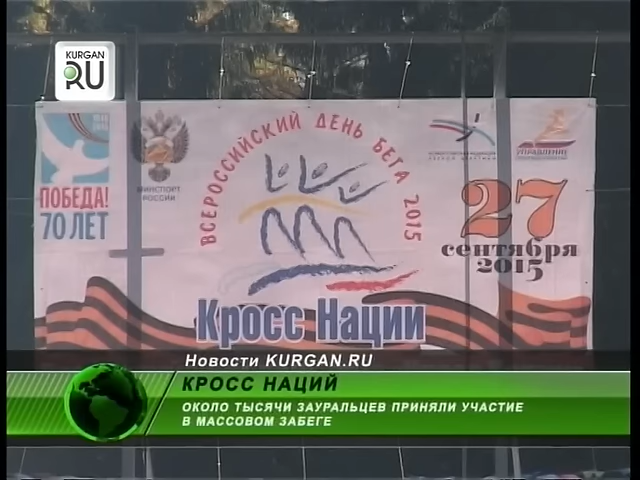 KURGAN
RU
ПОБЕДА!
70 ЛЕТ
МИНСПОРТ
РОССИИ
ВСЕРОССИЙСКИЙ ДЕНЬ БЕГА 2015
УПРАВЛЕНИЕ
27
сентября
2015
Кросс Нации
Новости KURGAN.RU
КРОСС НАЦИЙ
ОКОЛО ТЫСЯЧИ ЗАУРАЛЬЦЕВ ПРИНЯЛИ УЧАСТИЕ
В МАССОВОМ ЗАБЕГЕ